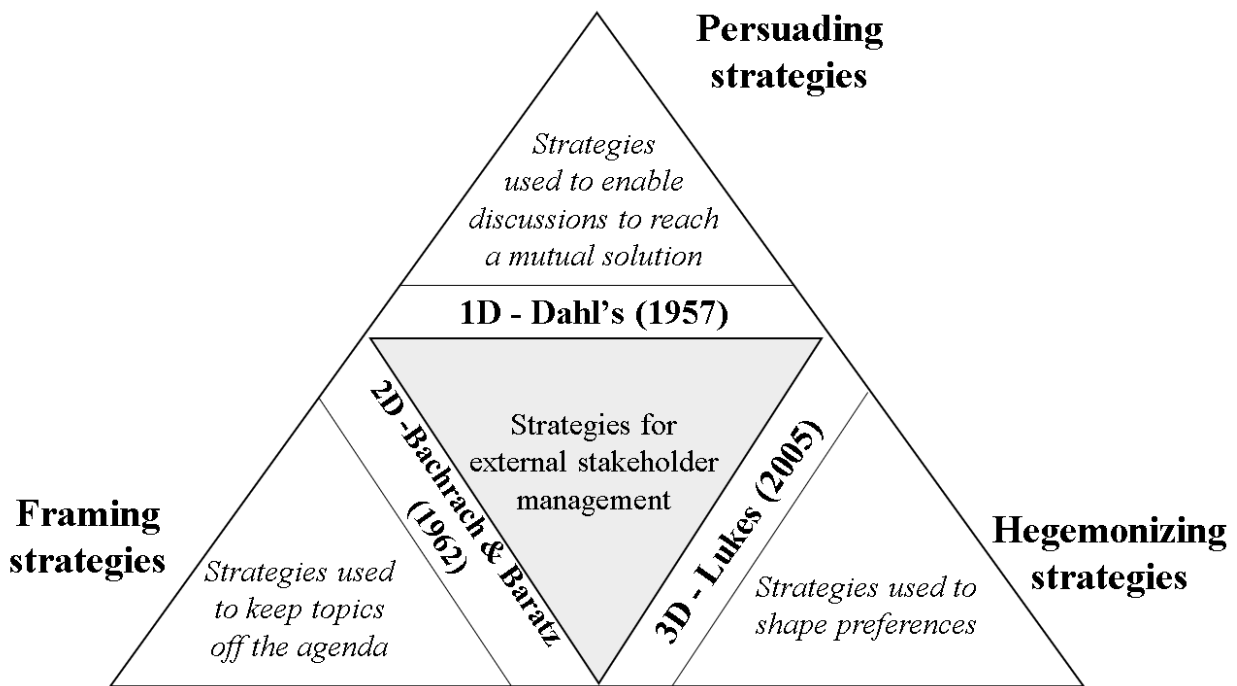 Persuading
strategies
Strategies
used to enable
discussions to reach
a mutual solution
1D - Dahl's (1957)
2D -Bachrach & Baratz
(1962)
Strategies for
external stakeholder
management
3D - Lukes (2005)
Framing
strategies
Strategies used
to keep topics
off the agenda
Hegemonizing
strategies
Strategies used to
shape preferences